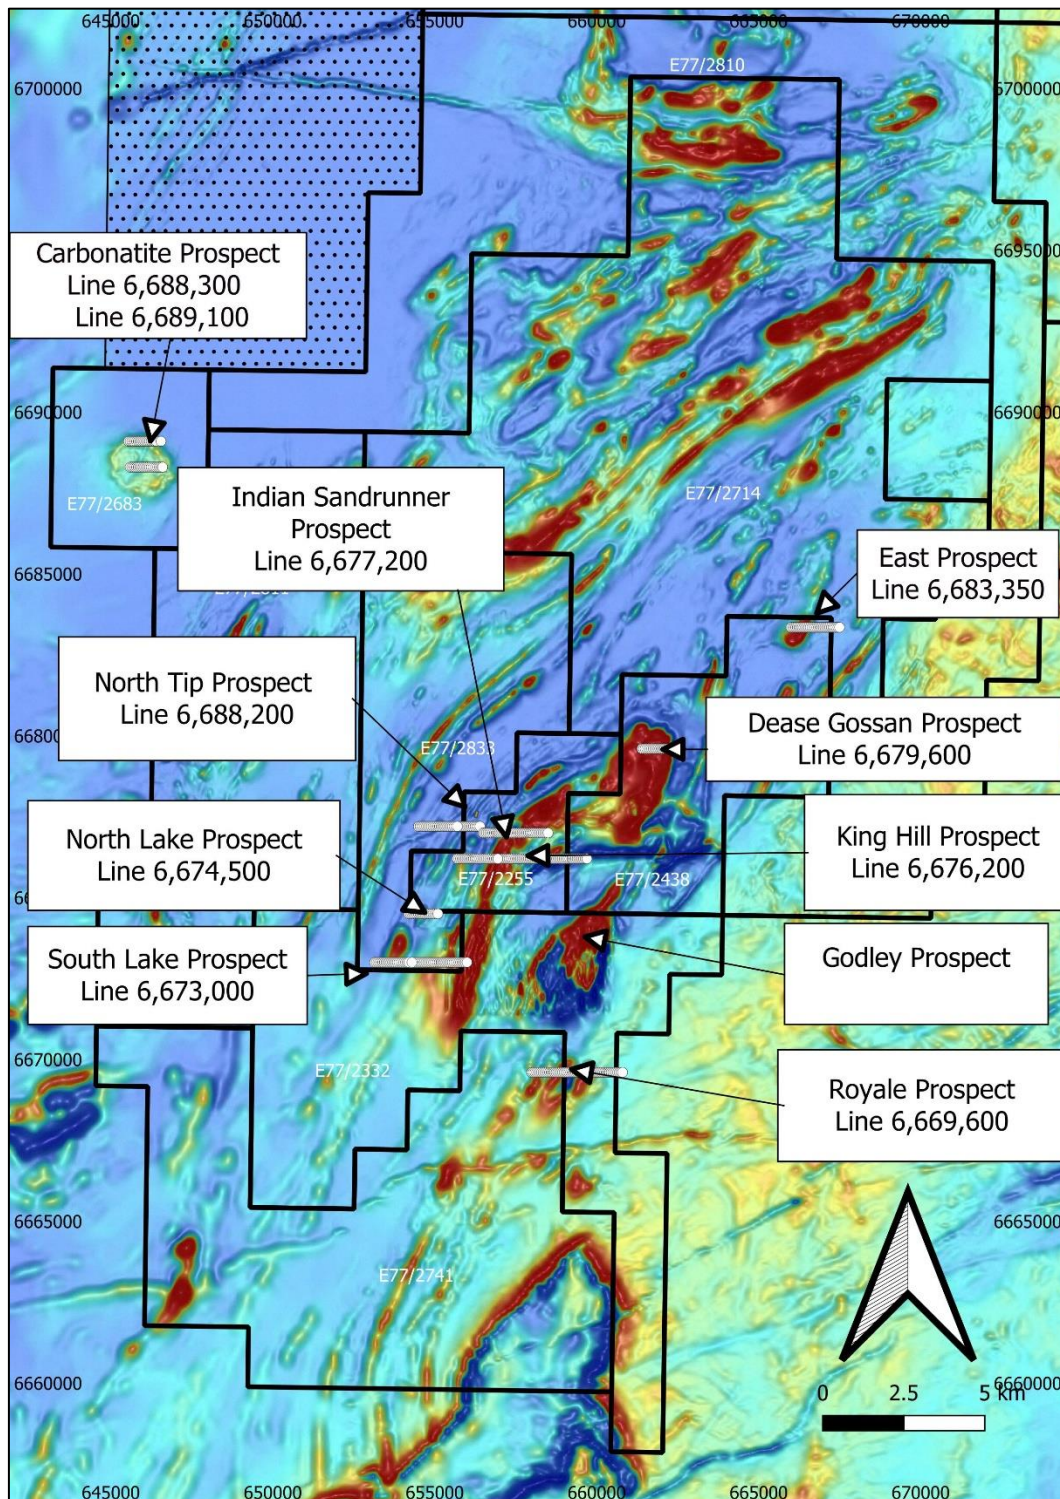 645000
650000
655000
660000
665000
670000
6700000
E77/2810
6700000
6695000
Carbonatite Prospect
Line 6,688,300
Line 6,689,100
6690000
6690000
E77/2683
Indian Sandrunner
Prospect
Line 6,677,200
E77/2714
6685000
East Prospect
Line 6,683,350
North Tip Prospect
Line 6,688,200
Dease Gossan Prospect
Line 6,679,600
E77/2833
North Lake Prospect
Line 6,674,500
King Hill Prospect
Line 6,676,200
E77/2255
E77/2438
South Lake Prospect
Line 6,673,000
Godley Prospect
6670000
E77/2332
Royale Prospect
Line 6,669,600
6665000
6665000
E77/2741
6660000
6660000
0
2.5
5 km
645000
650000
655000
660000
665000
670000